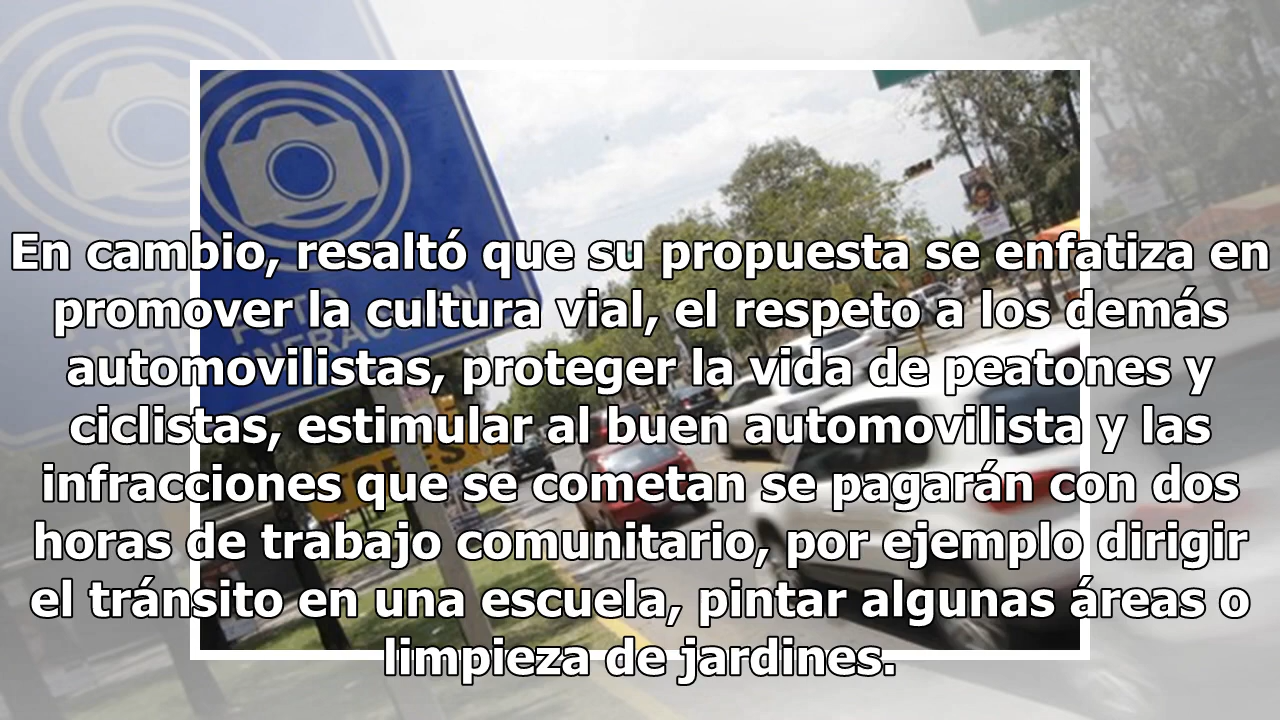 En cambio, resaltó que su propuesta se enfatiza en
promover la cultura vial, el respeto a los demás
automovilistas, proteger la vida de peatones y
ciclistas, estimular al buen automovilista y las
infracciones que se cometan se pagarán con dos
horas de trabajo comunitario, por ejemplo dirigir
el tránsito en una escuela, pintar algunas áreas o
limpieza de jardines.